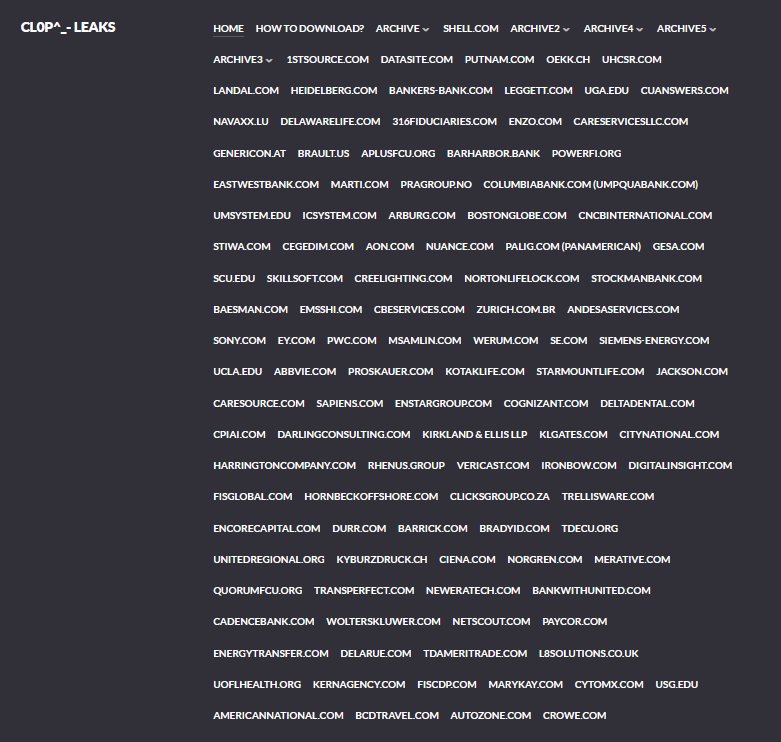 CL0P^_- LEAKS
HOME HOW TO DOWNLOAD? ARCHIVE SHELL.COM ARCHIVE2 ARCHIVE4 ARCHIVE5
ARCHIVE3 1STSOURCE.COM DATASITE.COM PUTNAM.COM OEKK.CH UHCSR.COM
LANDAL.COM HEIDELBERG.COM BANKERS-BANK.COM LEGGETT.COM UGA.EDU CUANSWERS.COM
NAVAXX.LU DELAWARELIFE.COM 316FIDUCIARIES.COM ENZO.COM CARESERVICESLLC.COM
GENERICON.AT BRAULT.US APLUSFCU.ORG BARHARBOR.BANK POWERFI.ORG
EASTWESTBANK.COM MARTI.COM PRAGROUP.NO COLUMBIABANK.COM (UMPQUABANK.COM)
UMSYSTEM.EDU ICSYSTEM.COM ARBURG.COM BOSTONGLOBE.COM CNCBINTERNATIONAL.COM
STIWA.COM CEGEDIM.COM AON.COM NUANCE.COM PALIG.COM (PANAMERICAN) GESA.COM
SCU.EDU SKILLSOFT.COM CREELIGHTING.COM NORTONLIFELOCK.COM STOCKMANBANK.COM
BAESMAN.COM EMSSHI.COM CBESERVICES.COM ZURICH.COM.BR ANDESASERVICES.COM
SONY.COM EY.COM PWC.COM MSAMLIN.COM WERUM.COM SE.COM SIEMENS-ENERGY.COM
UCLA.EDU ABBVIE.COM PROSKAUER.COM KOTAKLIFE.COM STARMOUNTLIFE.COM JACKSON.COM
CARESOURCE.COM SAPIENS.COM ENSTARGROUP.COM COGNIZANT.COM DELTADENTAL.COM
CPIAI.COM DARLINGCONSULTING.COM KIRKLAND & ELLIS LLP KLGATES.COM CITYNATIONAL.COM
HARRINGTONCOMPANY.COM RHENUS.GROUP VERICAST.COM IRONBOW.COM DIGITALINSIGHT.COM
FISGLOBAL.COM HORNBECKOFFSHORE.COM CLICKSGROUP.CO.ZA TRELLISWARE.COM
ENCORECAPITAL.COM DURR.COM BARRICK.COM BRADYID.COM TDECU.ORG
UNITEDREGIONAL.ORG KYBURZDRUCK.CH CIENA.COM NORGREN.COM MERATIVE.COM
QUORUMFCU.ORG TRANSPERFECT.COM NEWERATECH.COM BANKWITHUNITED.COM
CADENCEBANK.COM WOLTERSKLUWER.COM NETSCOUT.COM PAYCOR.COM
ENERGYTRANSFER.COM DELARUE.COM TDAMERITRADE.COM L8SOLUTIONS.CO.UK
UOFLHEALTH.ORG KERNAGENCY.COM FISCDP.COM MARYKAY.COM CYTOMX.COM USG.EDU
AMERICANNATIONAL.COM BCDTRAVEL.COM AUTOZONE.COM CROWE.COM